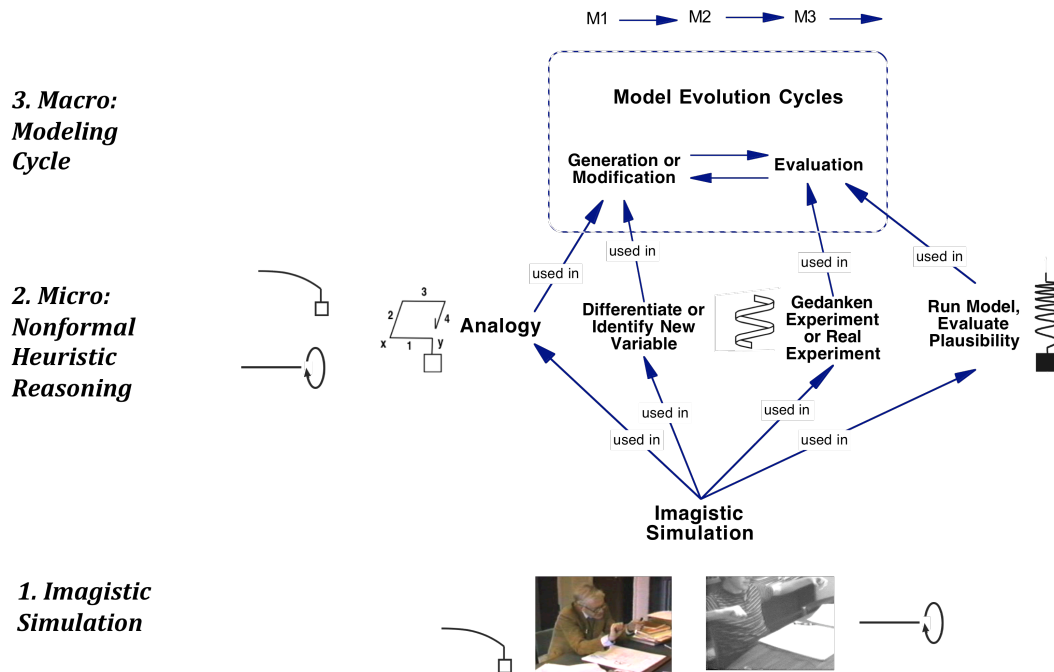 M1 M2 M3
3. Macro:
Modeling
Cycle
Model Evolution Cycles
Generation or
Modification
Evaluation
used in
used in
used in
used in
2. Micro:
Nonformal
Heuristic
Reasoning
3
2
4
x
1
y
Analogy
Differentiate or
Identify New
Variable
Gedanken
Experiment
or Real
Experiment
Run Model,
Evaluate
Plausibility
used in
used in
used in
used in
Imagistic
Simulation
1. Imagistic
Simulation